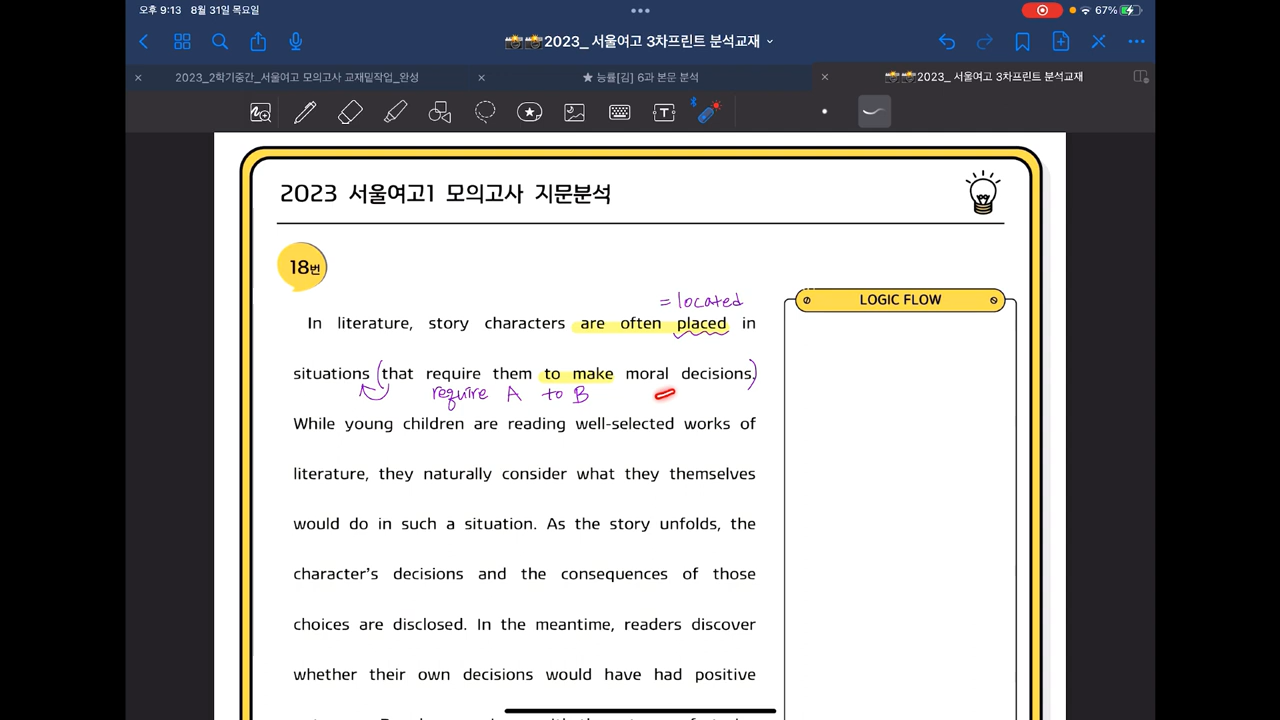 오후 9:13 8월 31일 목요일
67%
2023_ 서울여고 3차프린트 분석교재
2023_2학기중간_서울여고 모의고사 교재밑작업_완성
★ 능률[김] 6과 본문 분석
2023_ 서울여고 3차프린트 분석교재
2023 서울여고1 모의고사 지문분석
18번
LOGIC FLOW
= located
In literature, story characters are often placed in
situations (that require them to make moral decisions.)
require A to B
While young children are reading well-selected works of
literature, they naturally consider what they themselves
would do in such a situation. As the story unfolds, the
character's decisions and the consequences of those
choices are disclosed. In the meantime, readers discover
whether their own decisions would have had positive